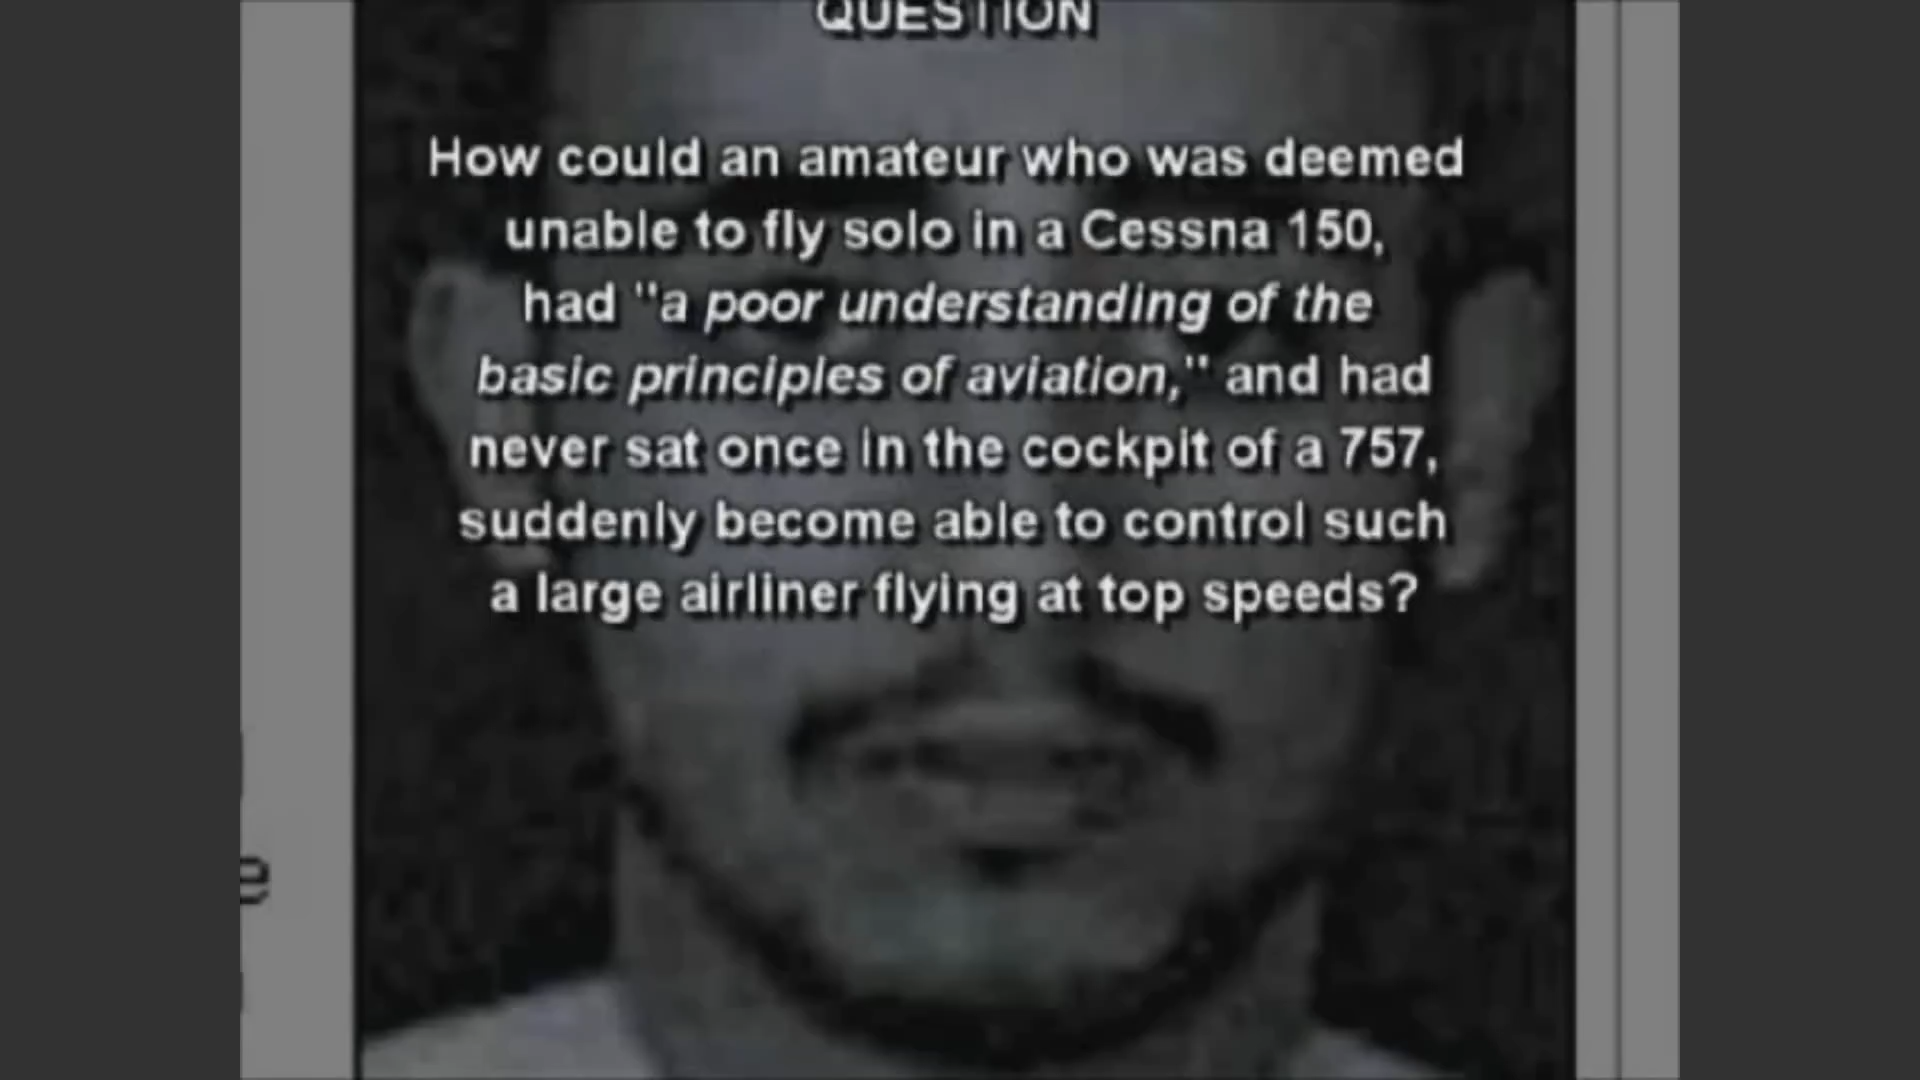 QUESTION
How could an amateur who was deemed
unable to fly solo in a Cessna 150,
had "a poor understanding of the
basic principles of aviation," and had
never sat once in the cockpit of a 757,
suddenly become able to control such
a large airliner flying at top speeds?
e